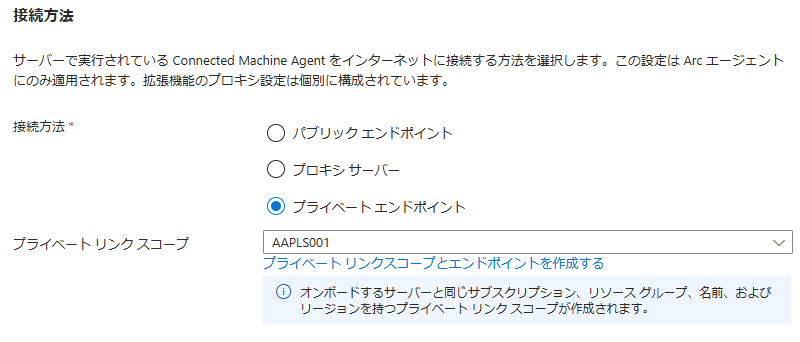 接続方法
サーバーで実行されている Connected Machine Agent をインターネットに接続する方法を選択します。この設定は Arc エージェント
にのみ適用されます。拡張機能のプロキシ設定は個別に構成されています。
接続方法 *
パブリック エンドポイント
プロキシ サーバー
プライベート エンドポイント
プライベート リンク スコープ
AAPLS001
プライベート リンクスコープとエンドポイントを作成する
オンボードするサーバーと同じサブスクリプション、リソース グループ、名前、および
リージョンを持つプライベート リンク スコープが作成されます。